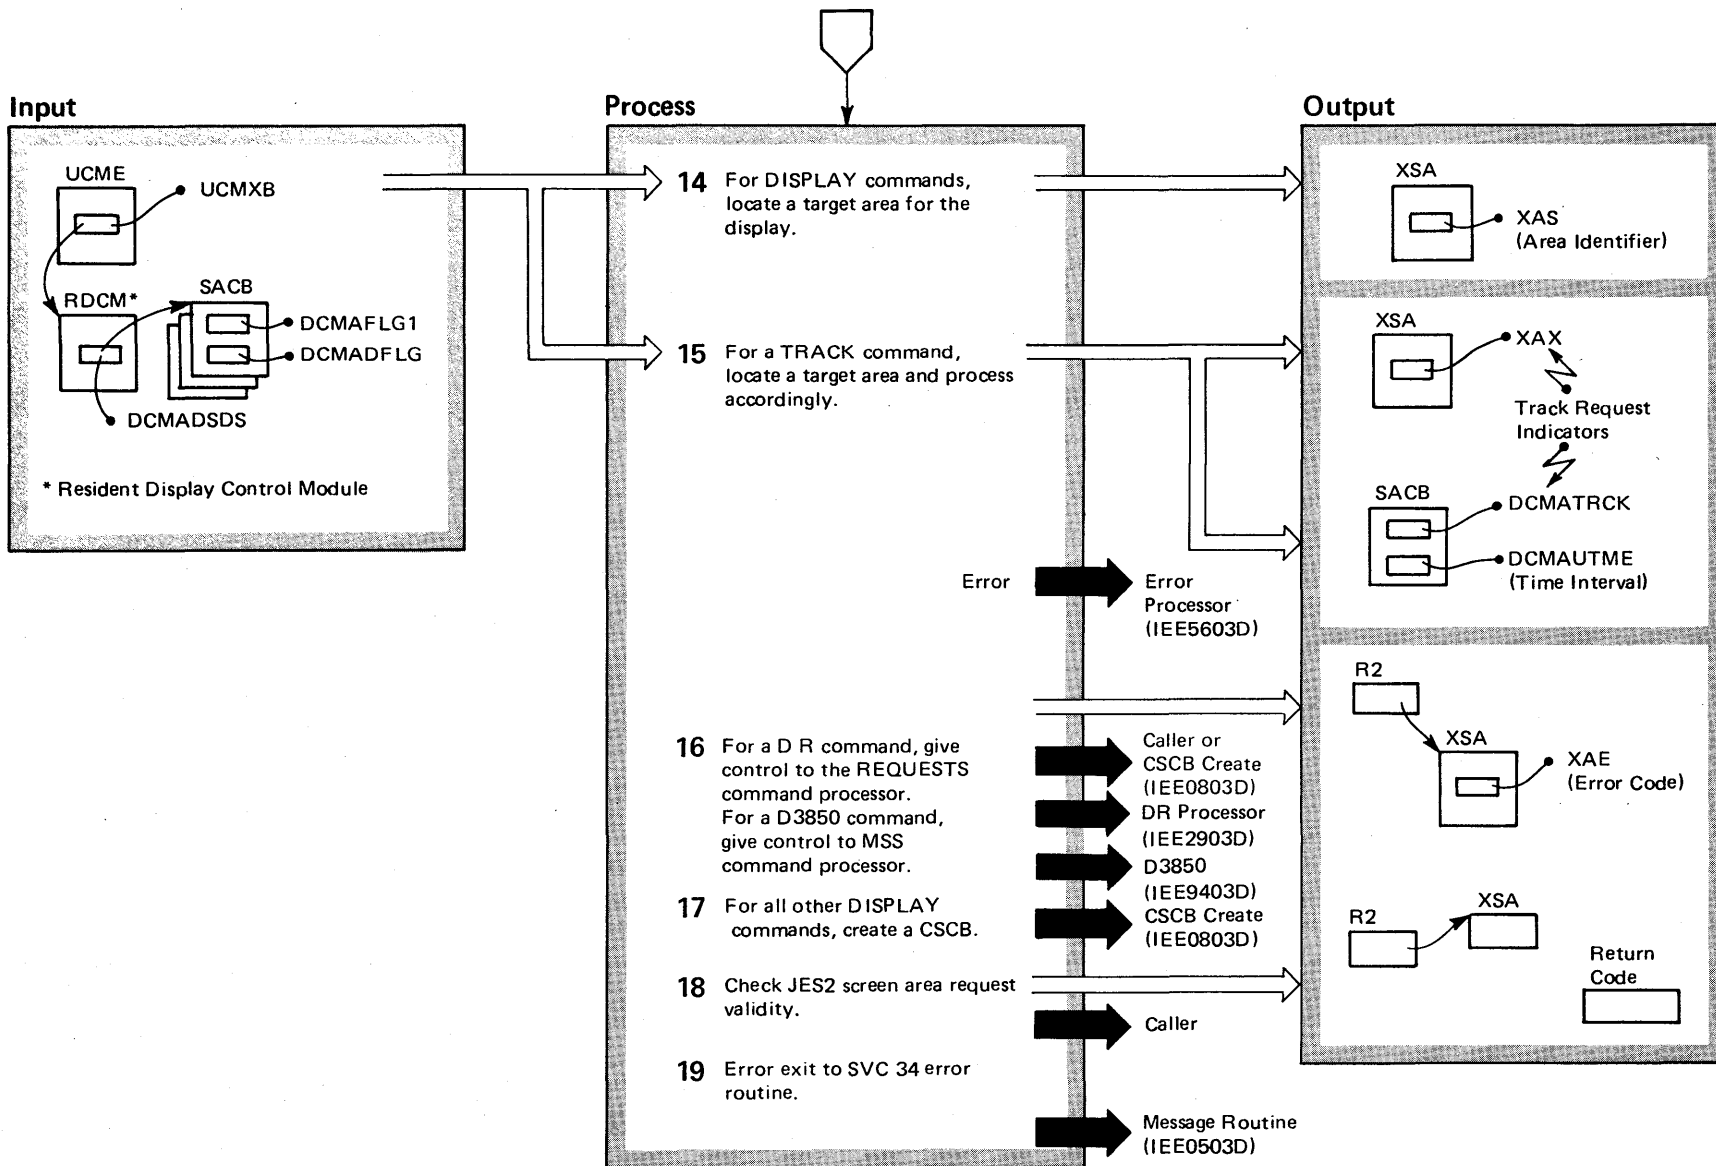 Input
UCME
UCMXB
RDCM*
SACB
DCMAFLG1
DCMADFLG
DCMADSDS
* Resident Display Control Module
Process
14 For DISPLAY commands,
locate a target area for the
display.
15 For a TRACK command,
locate a target area and process
accordingly.
Error
Error
Processor
(IEE5603D)
16 For a D R command, give
control to the REQUESTS
command processor.
For a D3850 command,
give control to MSS
command processor.
Caller or
CSCB Create
(IEE0803D)
DR Processor
(IEE2903D)
D3850
(IEE9403D)
17 For all other DISPLAY
commands, create a CSCB.
CSCB Create
(IEE0803D)
18 Check JES2 screen area request
validity.
Caller
19 Error exit to SVC 34 error
routine.
Message Routine
(IEE0503D)
Output
XSA
XAS
(Area Identifier)
XSA
XAX
Track Request
Indicators
SACB
DCMATRCK
DCMAUTME
(Time Interval)
R2
XSA
XAE
(Error Code)
R2
XSA
Return
Code